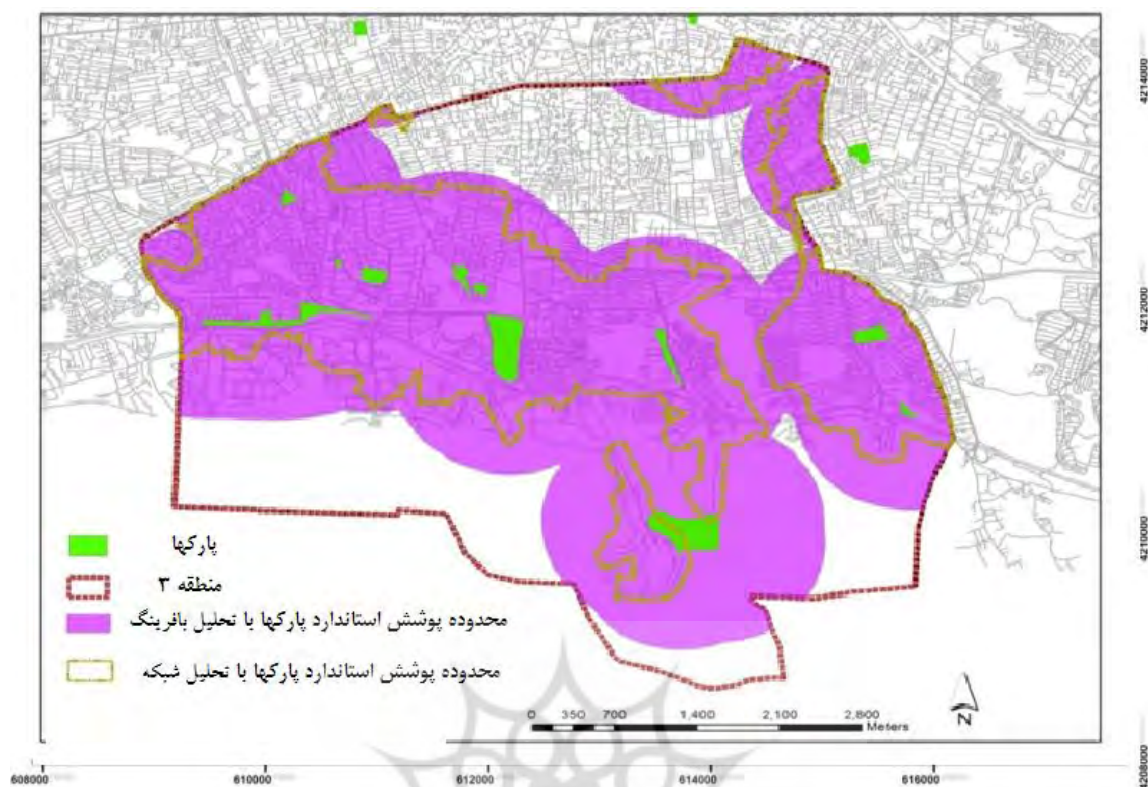 4214000
4212000
4210000
4208000
پارکها
منطقه ۳
محدوده پوشش استاندارد پارکها با تحلیل بافرینگ
محدوده پوشش استاندارد پارکها با تحلیل شبکه
N
0 350 700 1,400 2,100 2,800
Meters
608000 610000 612000 614000 616000